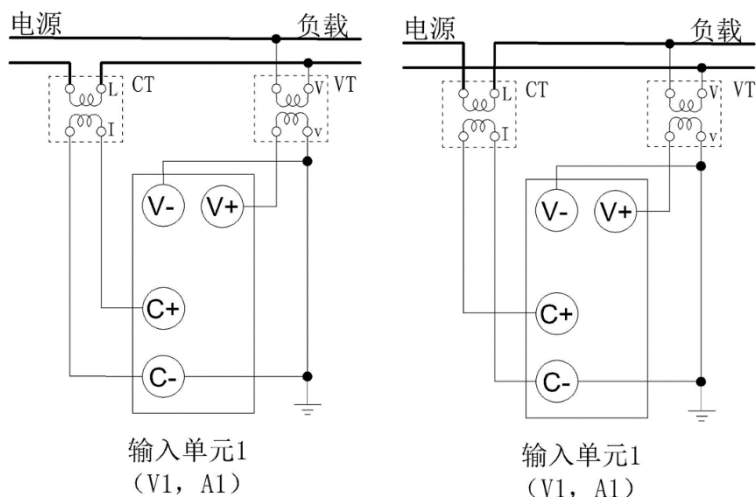 电源 负载
L CT V VT
I v
V- V+
C+
C-
输入单元1
(V1, A1)
电源 负载
L CT V VT
I v
V- V+
C+
C-
输入单元1
(V1, A1)